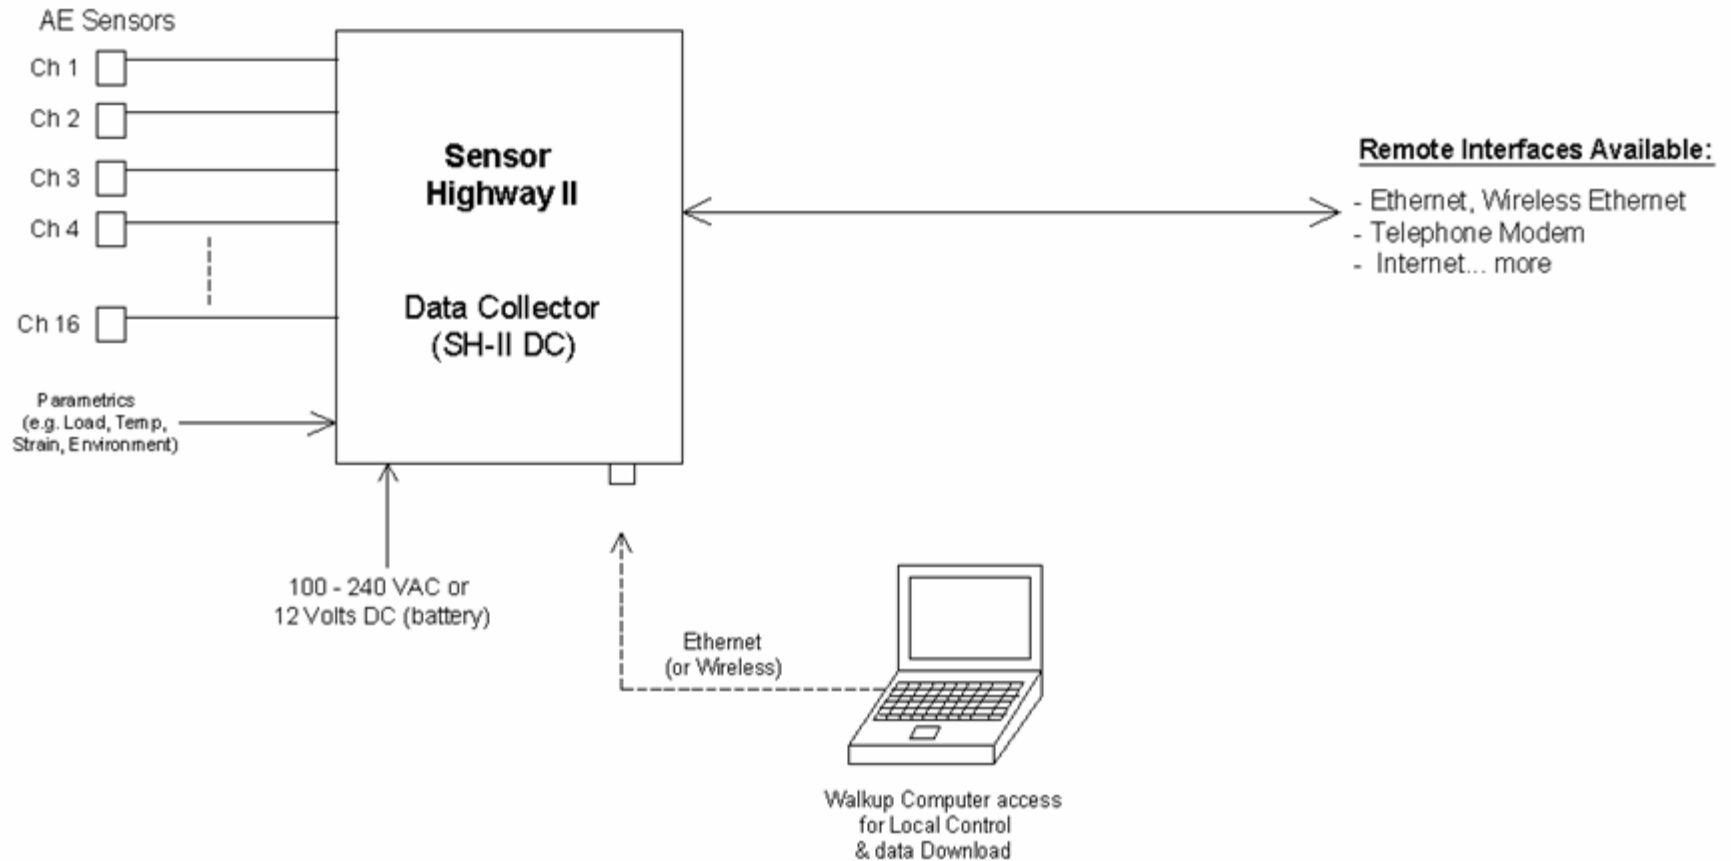 AE Sensors
Ch 1
Ch 2
Ch 3
Ch 4
Ch 16
Parametrics
(e.g. Load, Temp,
Strain, Environment)
Sensor
Highway II
Data Collector
(SH-II DC)
Remote Interfaces Available:
- Ethernet, Wireless Ethernet
- Telephone Modem
- Internet... more
100 - 240 VAC or
12 Volts DC (battery)
Ethernet
(or Wireless)
Walkup Computer access
for Local Control
& data Download